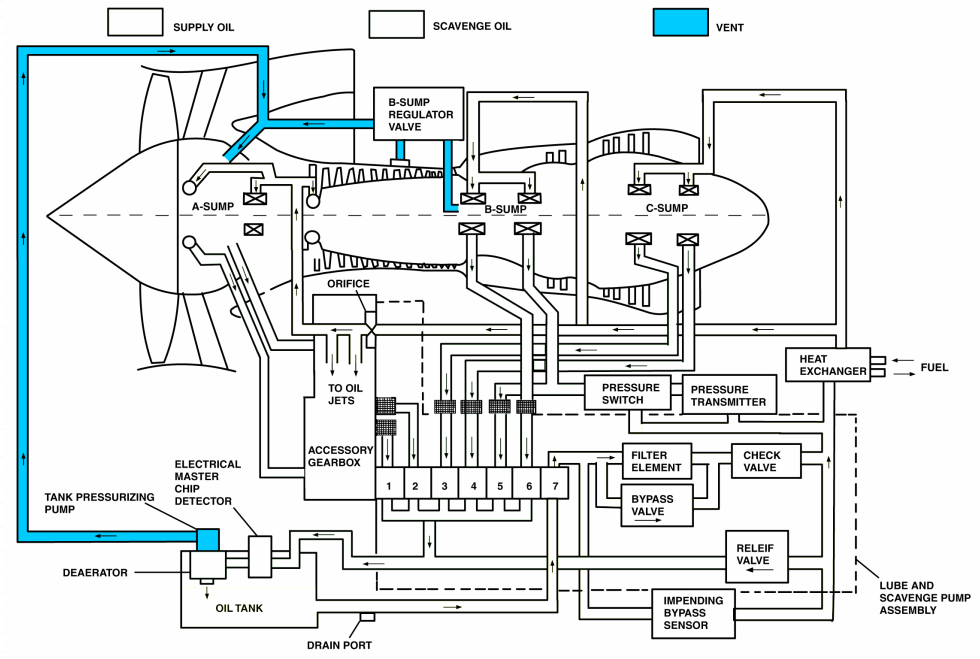 SUPPLY OIL
SCAVENGE OIL
VENT
B-SUMP
REGULATOR
VALVE
A-SUMP
B-SUMP
C-SUMP
ORIFICE
HEAT
EXCHANGER
FUEL
TO OIL
JETS
PRESSURE
SWITCH
PRESSURE
TRANSMITTER
ACCESSORY
GEARBOX
FILTER
ELEMENT
CHECK
VALVE
ELECTRICAL
MASTER
CHIP
DETECTOR
1 2 3 4 5 6 7
BYPASS
VALVE
TANK PRESSURIZING
PUMP
RELEIF
VALVE
DEAERATOR
OIL TANK
LUBE AND
SCAVENGE PUMP
ASSEMBLY
IMPENDING
BYPASS
SENSOR
DRAIN PORT